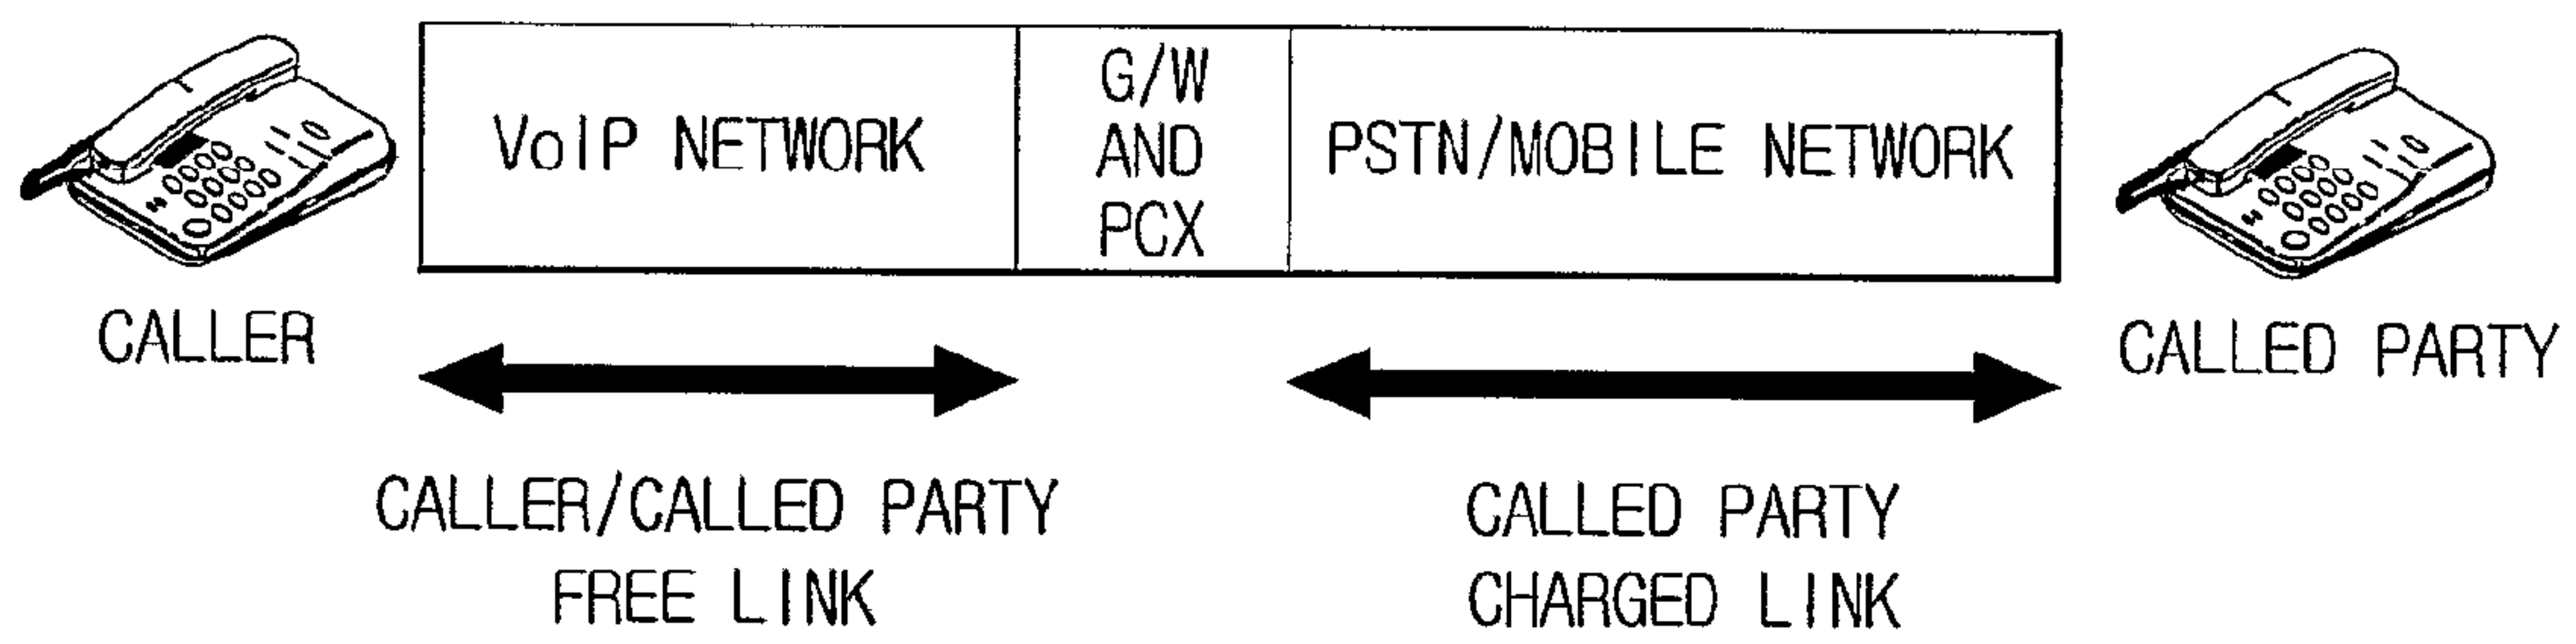 VoIP NETWORK
G/W
AND
PCX
PSTN/MOBILE NETWORK
CALLER
CALLED PARTY
CALLER/CALLED PARTY
FREE LINK
CALLED PARTY
CHARGED LINK